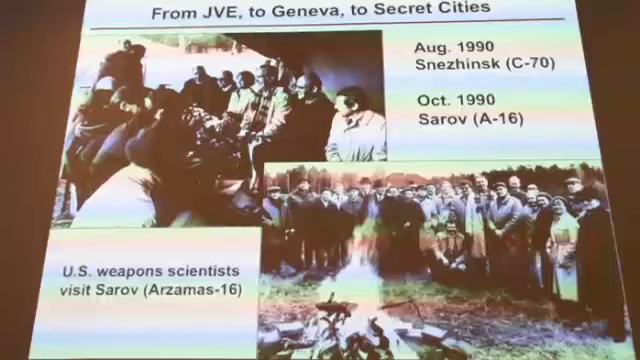 From JVE, to Geneva, to Secret Cities
Aug. 1990
Snezhinsk (C-70)
Oct. 1990
Sarov (A-16)
U.S. weapons scientists
visit Sarov (Arzamas-16)